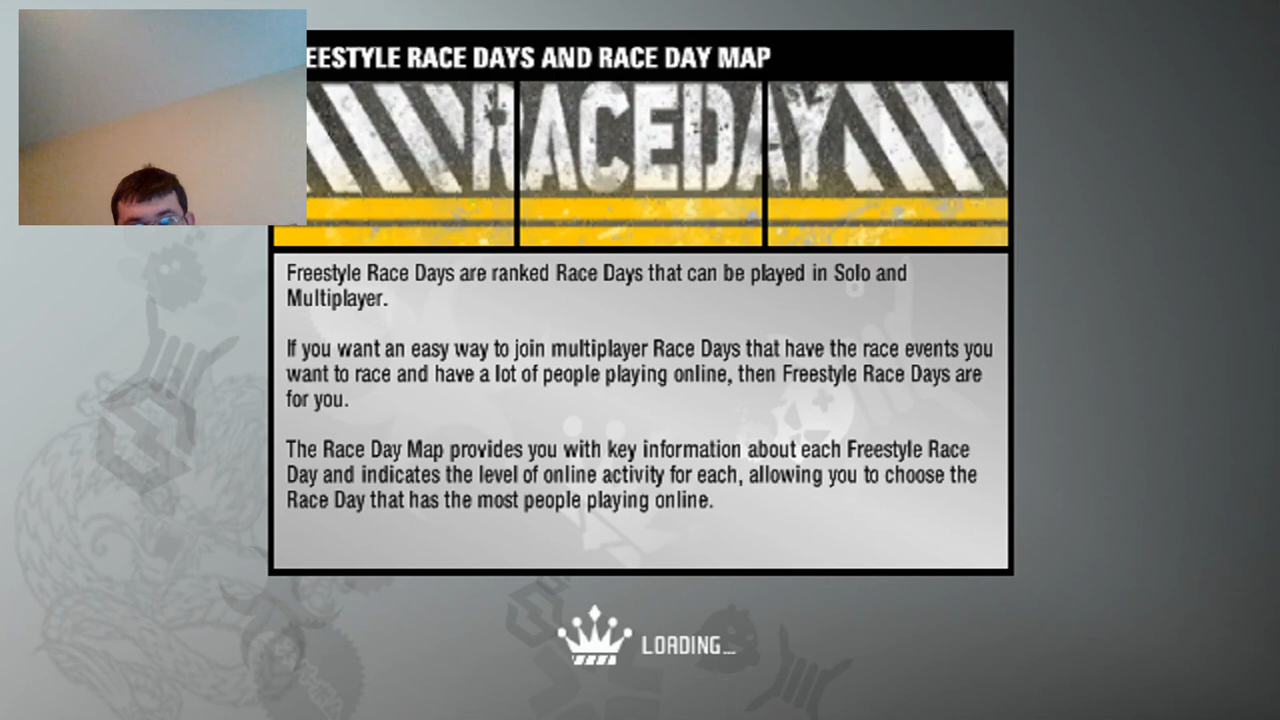 EESTYLE RACE DAYS AND RACE DAY MAP
RACEDAY
Freestyle Race Days are ranked Race Days that can be played in Solo and
Multiplayer.
If you want an easy way to join multiplayer Race Days that have the race events you
want to race and have a lot of people playing online, then Freestyle Race Days are
for you.
The Race Day Map provides you with key information about each Freestyle Race
Day and indicates the level of online activity for each, allowing you to choose the
Race Day that has the most people playing online.
LOADING...